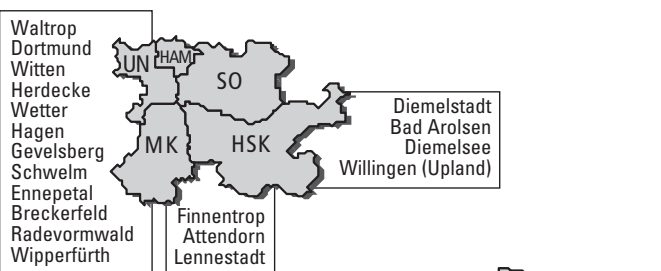 Waltrop
Dortmund
Witten
Herdecke
Wetter
Hagen
Gevelsberg
Schwelm
Ennepetal
Breckerfeld
Radevormwald
Wipperfürth
UN
HAM
SO
MK
HSK
Diemelstadt
Bad Arolsen
Diemelsee
Willingen (Upland)
Finnentrop
Attendorn
Lennestadt